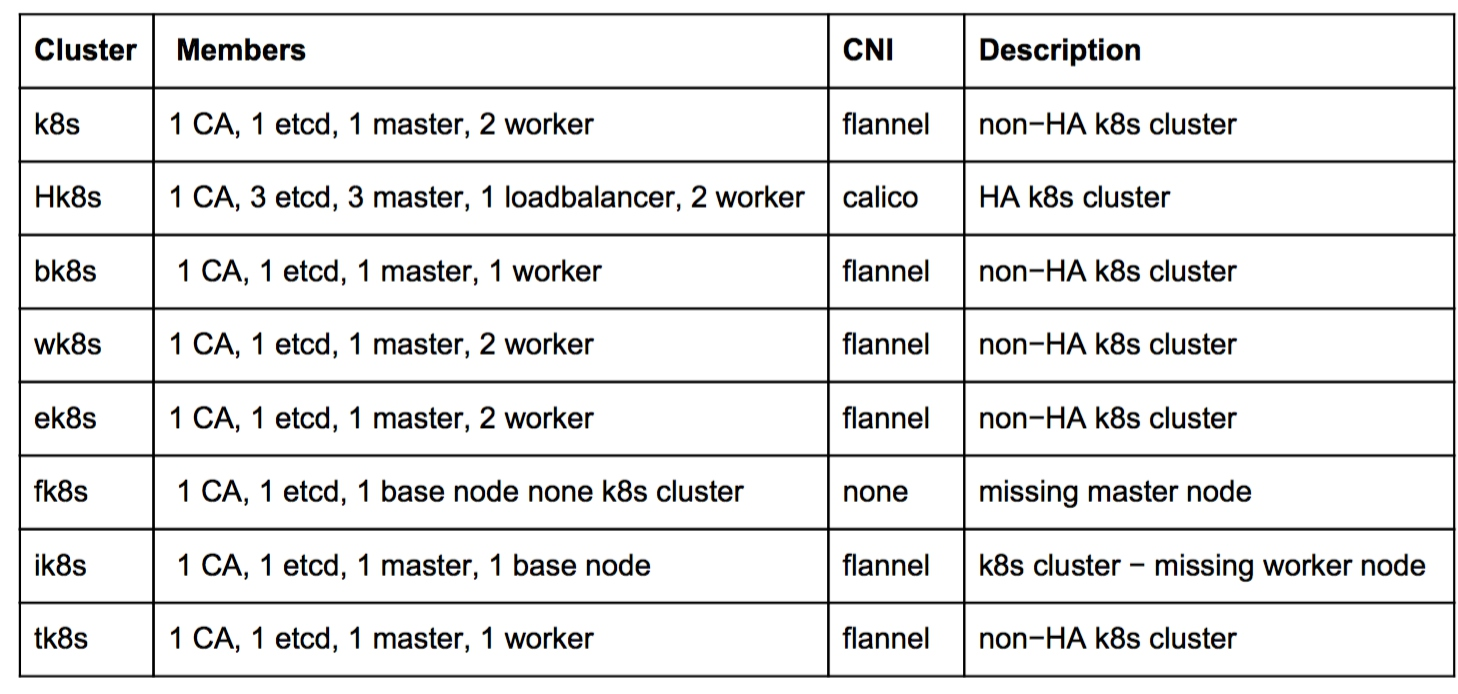 Cluster Members CNI Description
k8s 1 CA, 1 etcd, 1 master, 2 worker flannel non−HA k8s cluster
Hk8s 1 CA, 3 etcd, 3 master, 1 loadbalancer, 2 worker calico HA k8s cluster
bk8s 1 CA, 1 etcd, 1 master, 1 worker flannel non−HA k8s cluster
wk8s 1 CA, 1 etcd, 1 master, 2 worker flannel non−HA k8s cluster
ek8s 1 CA, 1 etcd, 1 master, 2 worker flannel non−HA k8s cluster
fk8s 1 CA, 1 etcd, 1 base node none k8s cluster none missing master node
ik8s 1 CA, 1 etcd, 1 master, 1 base node flannel k8s cluster − missing worker node
tk8s 1 CA, 1 etcd, 1 master, 1 worker flannel non−HA k8s cluster